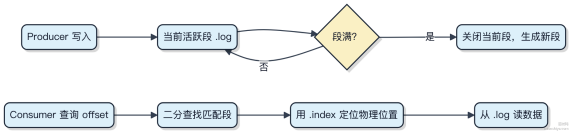 Producer 写入
当前活跃段 .log
段满?
是
关闭当前段，生成新段
否
Consumer 查询 offset
二分查找匹配段
用 .index 定位物理位置
从 .log 读数据